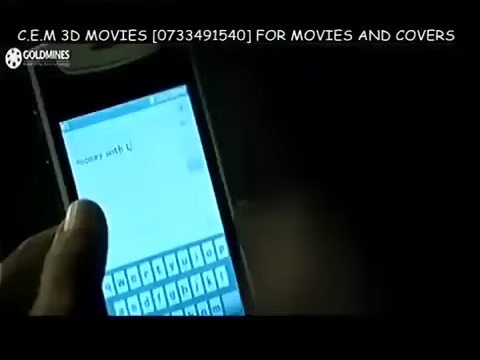 C.E.M 3D MOVIES [0733491540] FOR MOVIES AND COVERS
GOLDMINES
money with L
q w e r t y u i o p
a s d f g h j k l